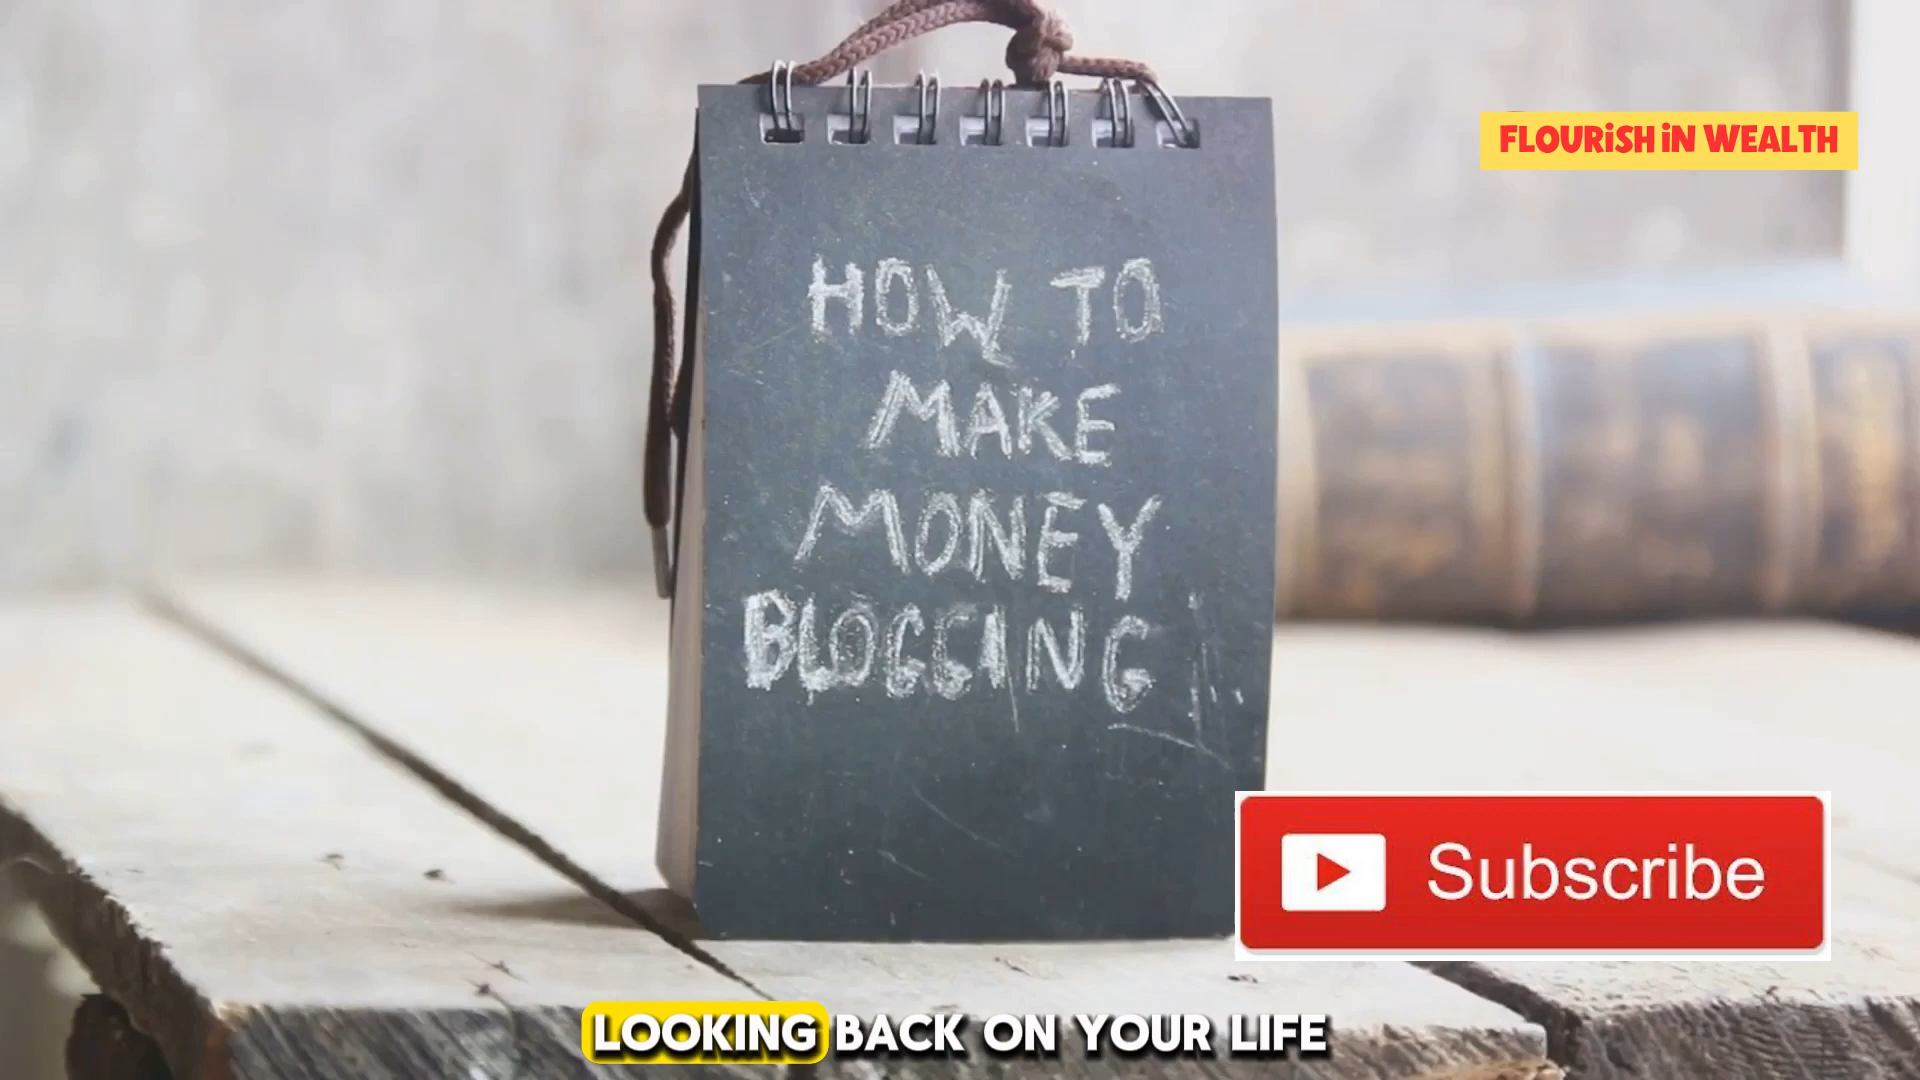 FLOURISH IN WEALTH
HOW TO
MAKE
MONEY
BLOGGING
Subscribe
LOOKING BACK ON YOUR LIFE